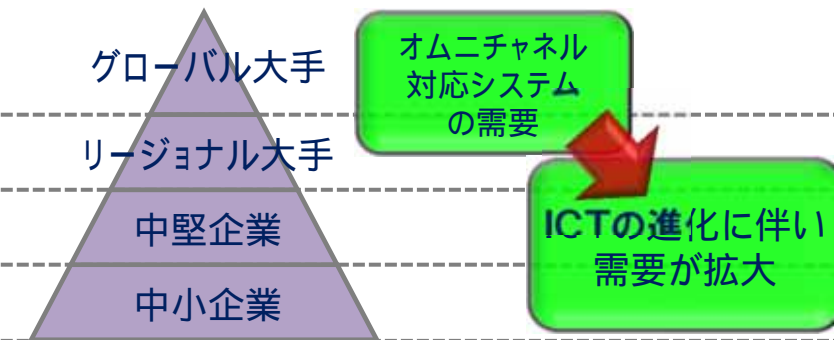 グローバル大手
リージョナル大手
中堅企業
中小企業
オムニチャネル
対応システム
の需要
ICTの進化に伴い
需要が拡大